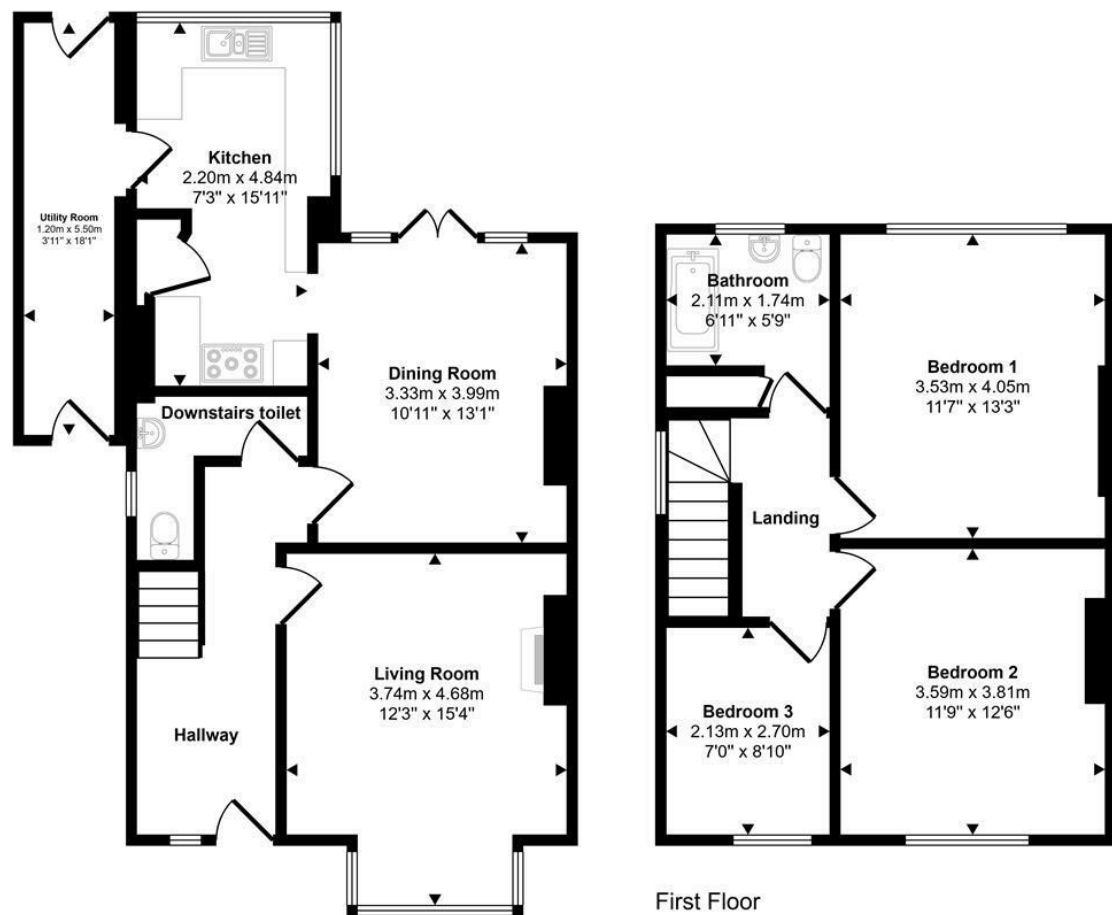 Kitchen
2.20m x 4.84m
7'3" x 15'11"
Utility Room
1.20m x 5.50m
3'11" x 18'1"
Dining Room
3.33m x 3.99m
10'11" x 13'1"
Downstairs toilet
Living Room
3.74m x 4.68m
12'3" x 15'4"
Hallway
Bathroom
2.11m x 1.74m
6'11" x 5'9"
Bedroom 1
3.53m x 4.05m
11'7" x 13'3"
Landing
Bedroom 2
3.59m x 3.81m
11'9" x 12'6"
Bedroom 3
2.13m x 2.70m
7'0" x 8'10"
First Floor